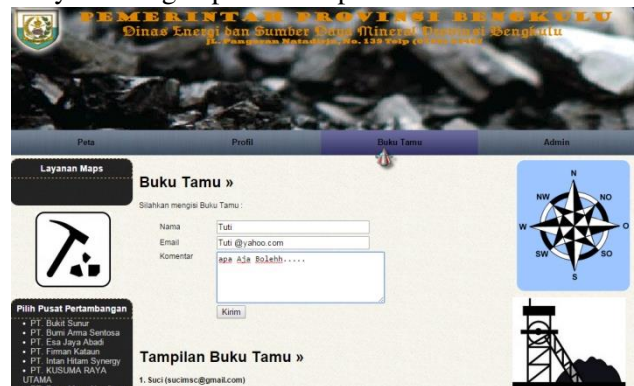 PEMERINTAH PROVINSI BENGKULU
Dinas Energi dan Sumber Daya Mineral Provinsi Bengkulu
Peta
Profil
Buku Tamu
Admin
Layanan Maps
Buku Tamu »
Silahkan mengisi Buku Tamu :
Nama
Tuti
Email
Tuti @yahoo.com
Komentar
apa Aja Bolehh.....
Kirim
N
NW
NO
W
O
SW
SO
S
Pilih Pusat Pertambangan
• PT. Bukit Sunur
• PT. Bumi Arma Sentosa
• PT. Esa Jaya Abadi
• PT. Firman Kataun
• PT. Intan Hitam Synergy
• PT. KUSUMA RAYA
UTAMA
Tampilan Buku Tamu »
1. Suci (sucimsc@gmail.com)